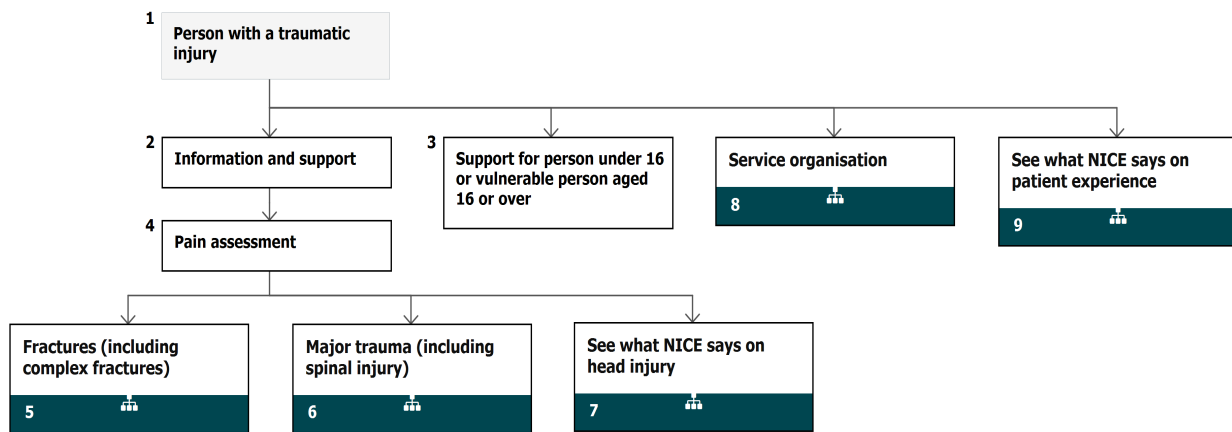 1
Person with a traumatic
injury
2
Information and support
3
Support for person under 16
or vulnerable person aged
16 or over
Service organisation
8
See what NICE says on
patient experience
9
4
Pain assessment
Fractures (including
complex fractures)
5
Major trauma (including
spinal injury)
6
See what NICE says on
head injury
7